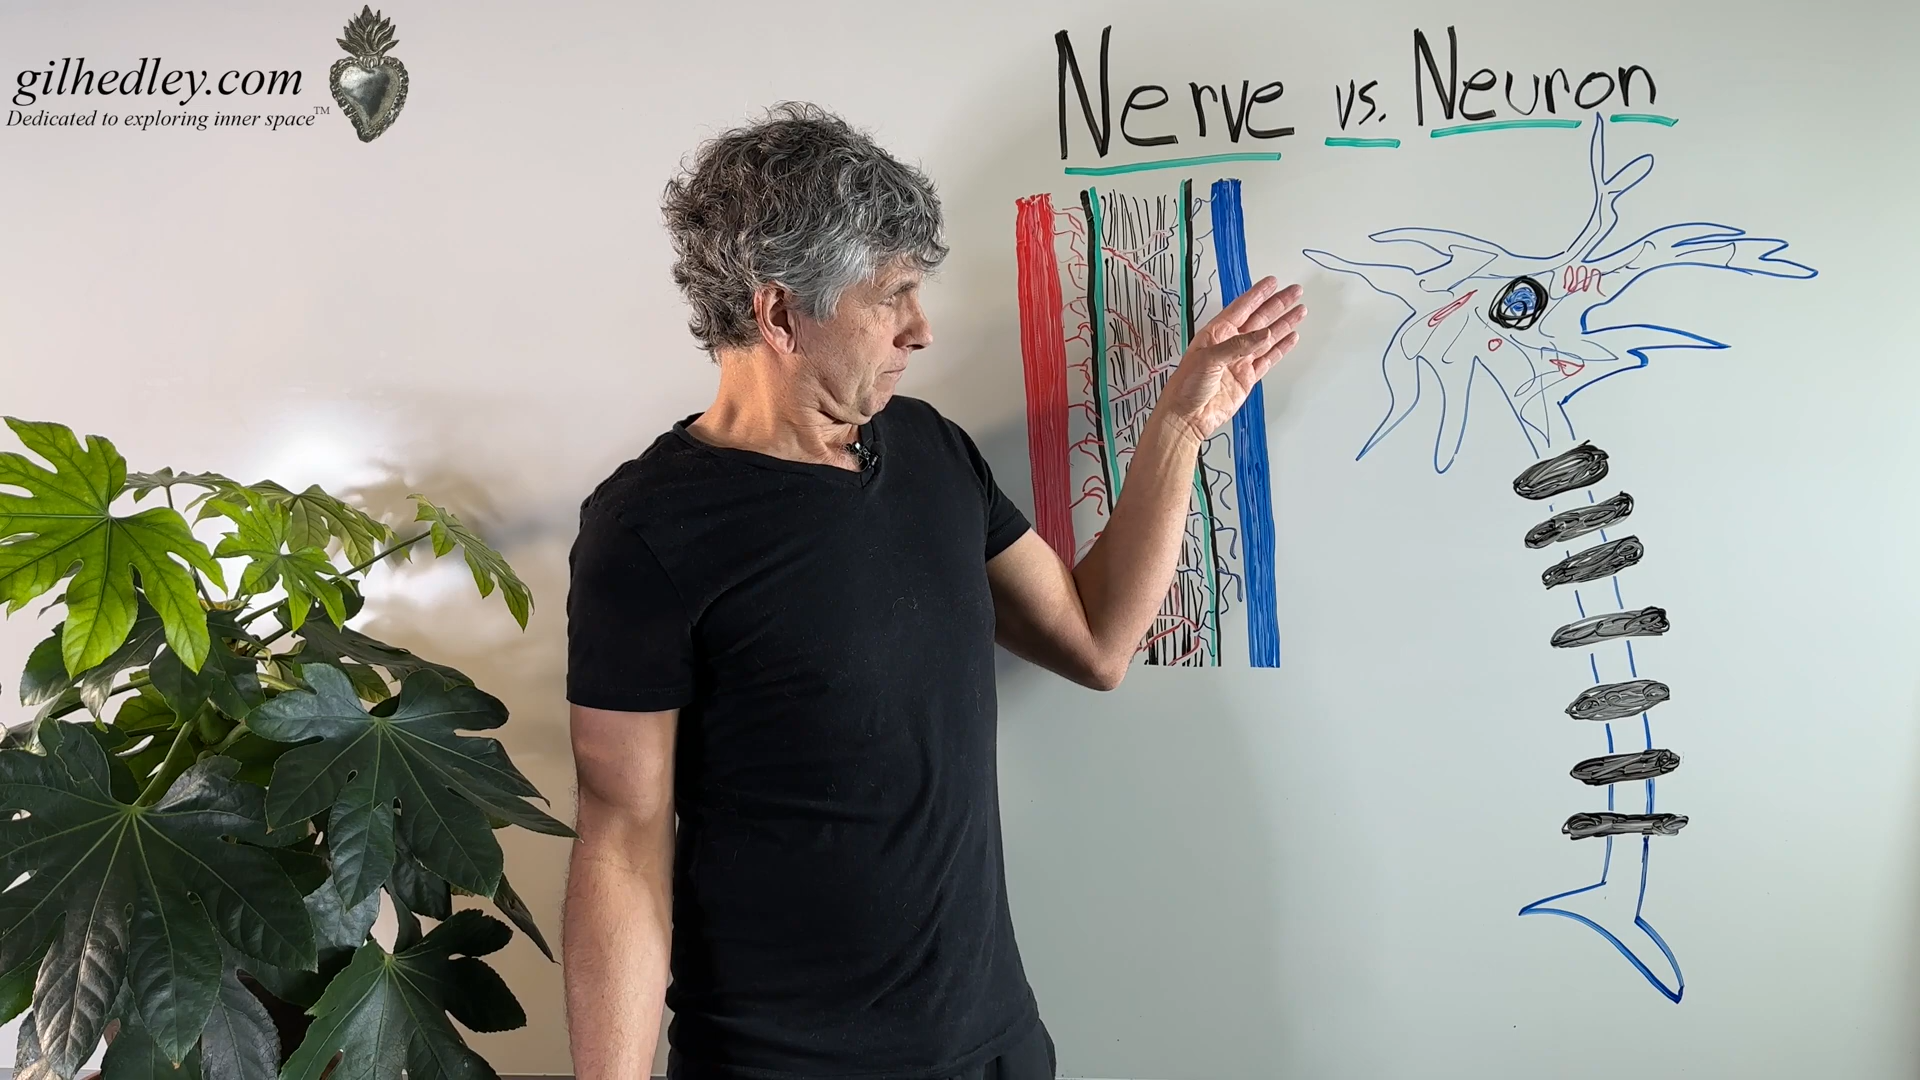 gilhedley.com
Dedicated to exploring inner space™
Nerve vs. Neuron